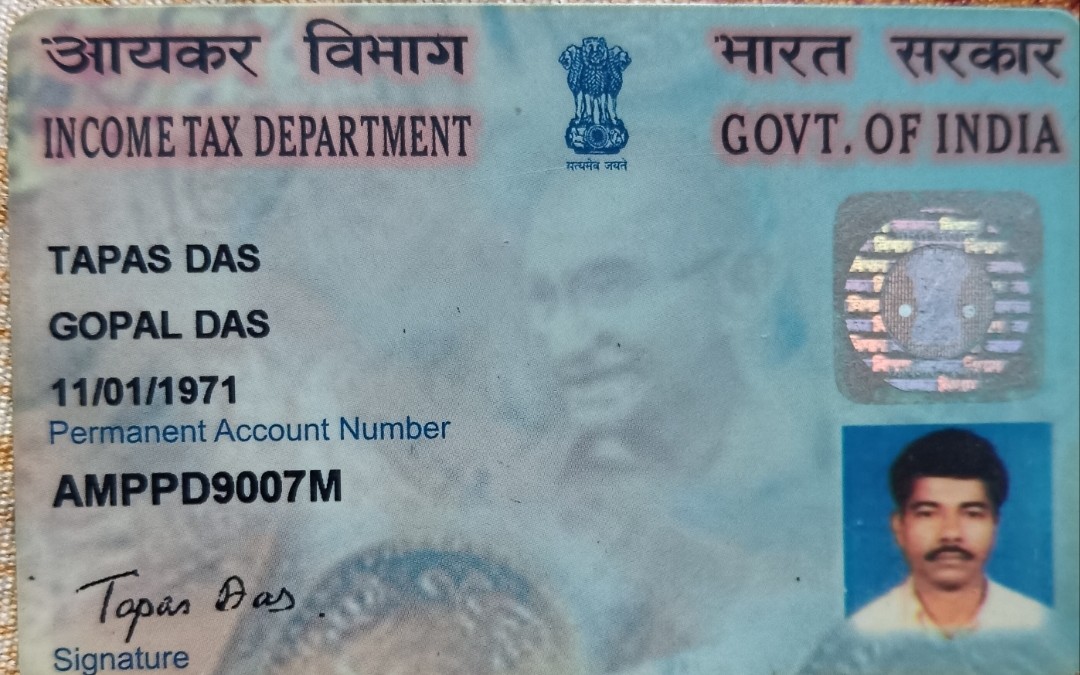 आयकर विभाग
भारत सरकार
INCOME TAX DEPARTMENT
GOVT. OF INDIA
सत्यमेव जयते
TAPAS DAS
GOPAL DAS
11/01/1971
Permanent Account Number
AMPPD9007M
Tapas Das.
Signature